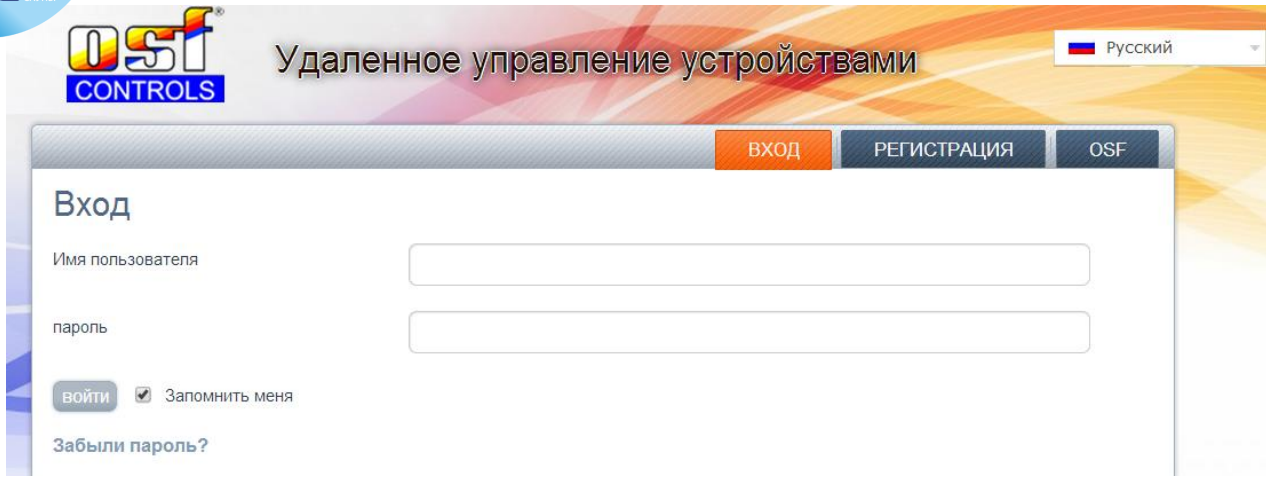 osf®
CONTROLS
Удаленное управление устройствами
Русский
ВХОД
РЕГИСТРАЦИЯ
OSF
Вход
Имя пользователя
пароль
войти
Запомнить меня
Забыли пароль?